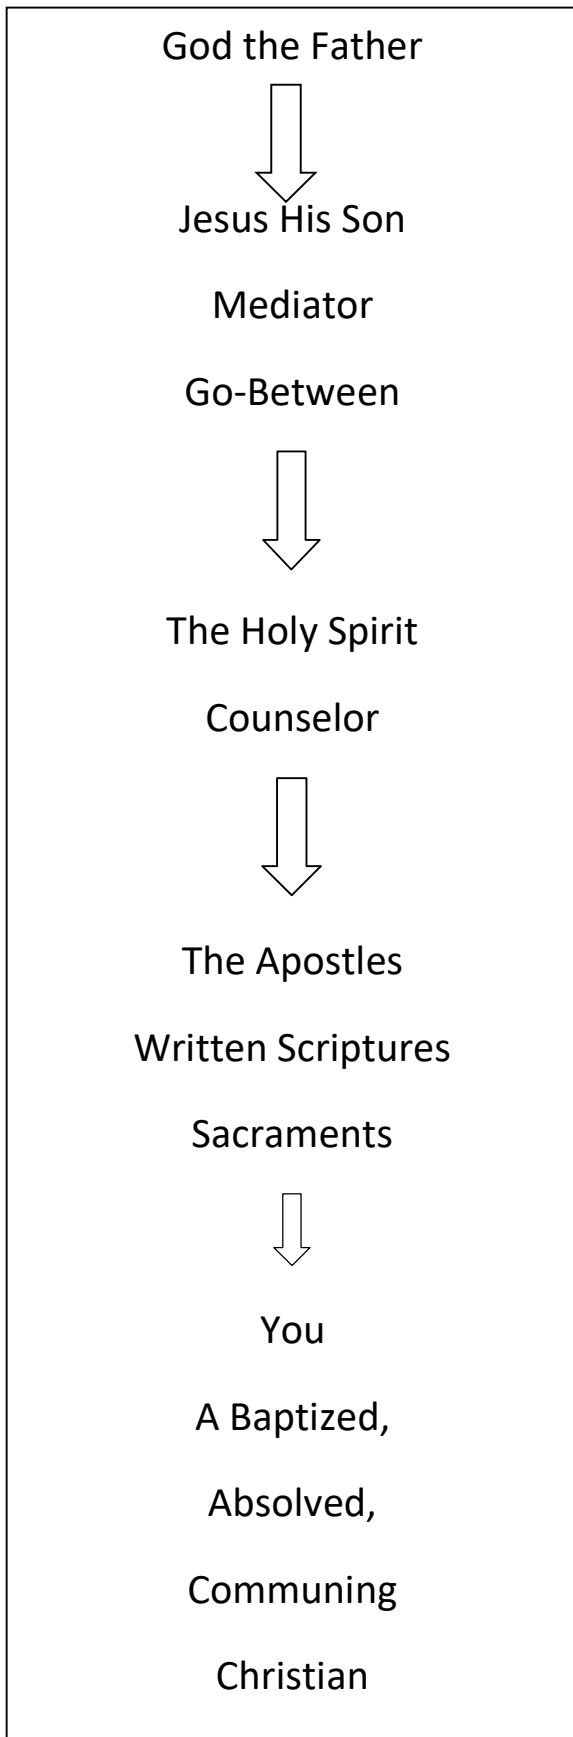 God the Father
Jesus His Son
Mediator
Go-Between
The Holy Spirit
Counselor
The Apostles
Written Scriptures
Sacraments
You
A Baptized,
Absolved,
Communing
Christian